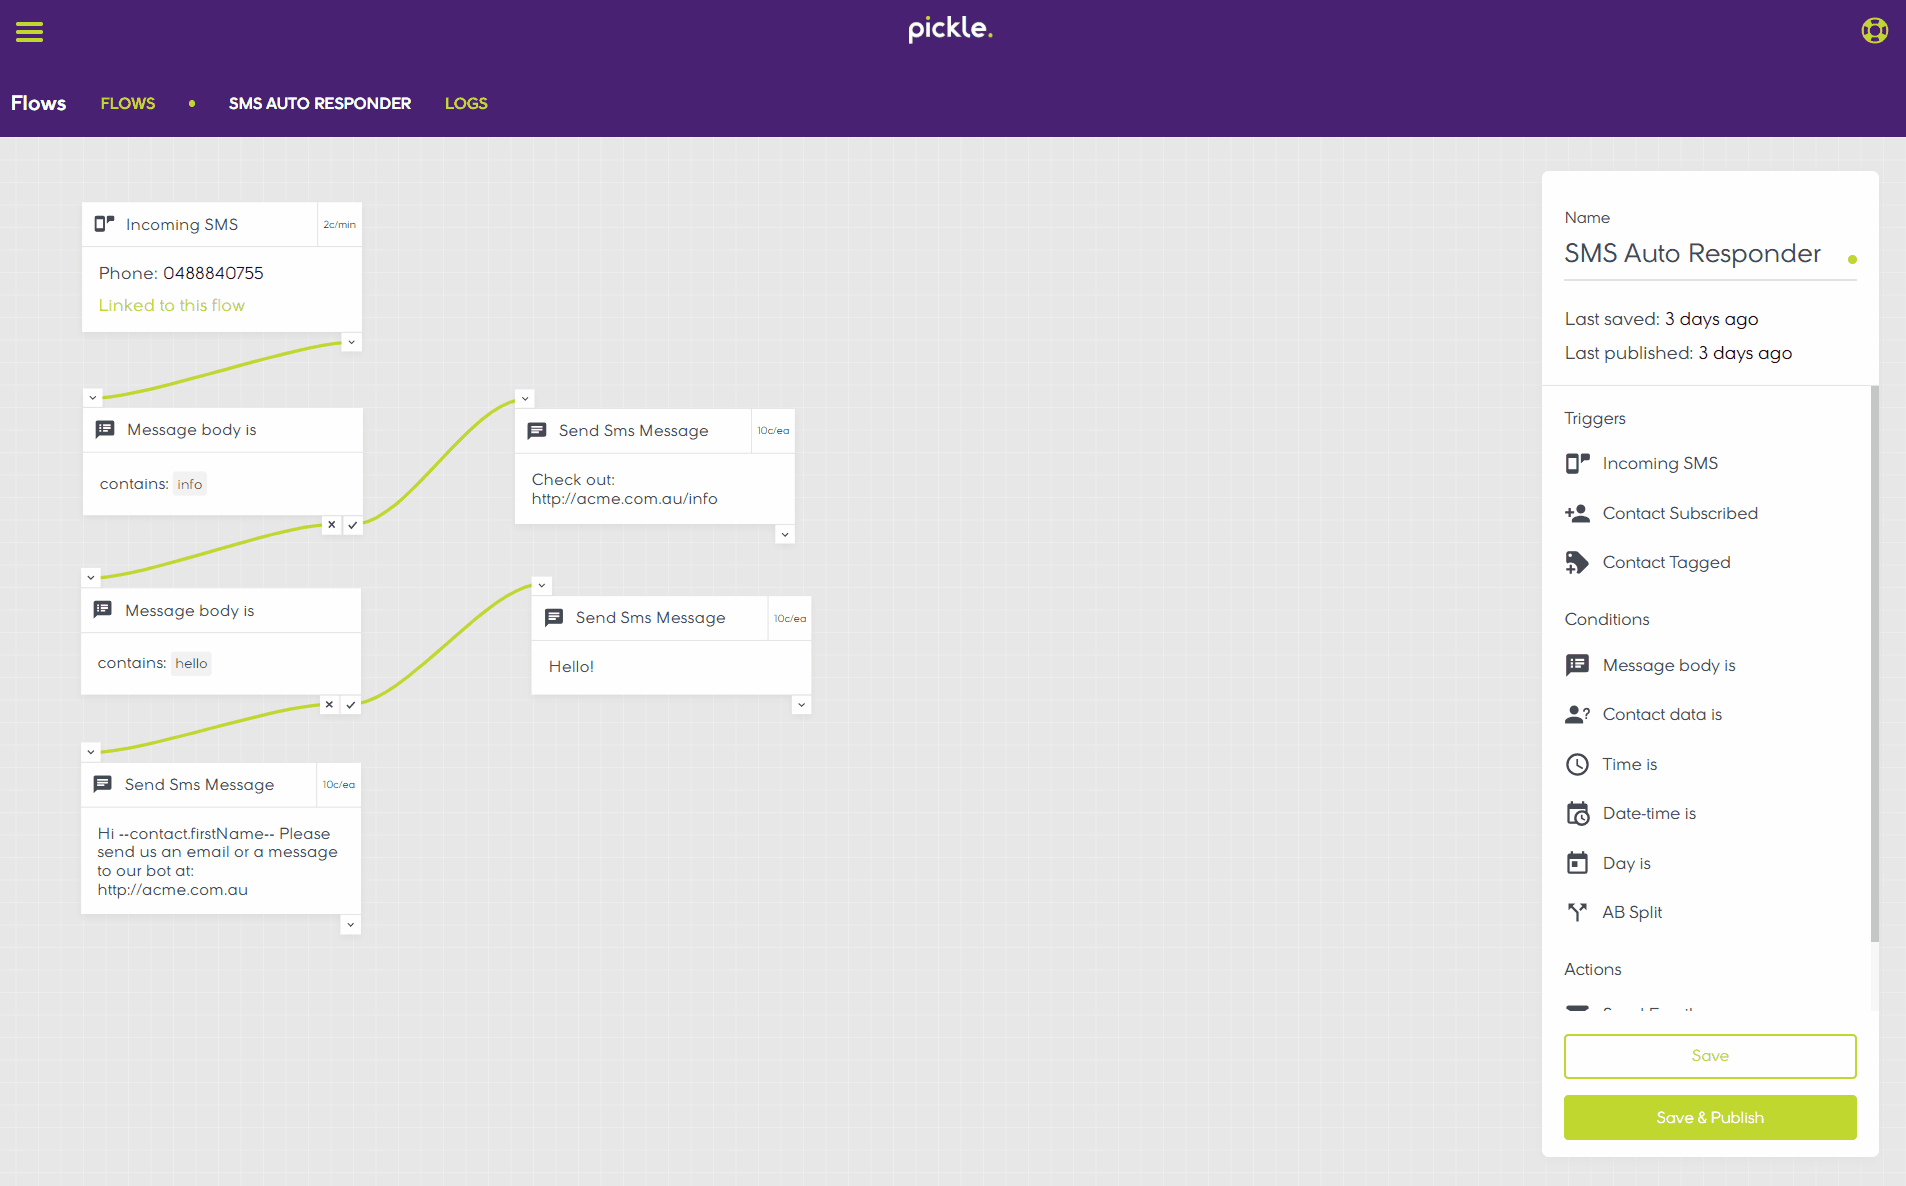 pickle.
Flows FLOWS SMS AUTO RESPONDER LOGS
Incoming SMS 2c/min
Phone: 0488840755
Linked to this flow
Message body is
contains: info
Send Sms Message 10c/ea
Check out:
http://acme.com.au/info
Message body is
contains: hello
Send Sms Message 10c/ea
Hello!
Send Sms Message 10c/ea
Hi --contact.firstName-- Please
send us an email or a message
to our bot at:
http://acme.com.au
Name
SMS Auto Responder
Last saved: 3 days ago
Last published: 3 days ago
Triggers
Incoming SMS
Contact Subscribed
Contact Tagged
Conditions
Message body is
Contact data is
Time is
Date-time is
Day is
AB Split
Actions
Save
Save & Publish